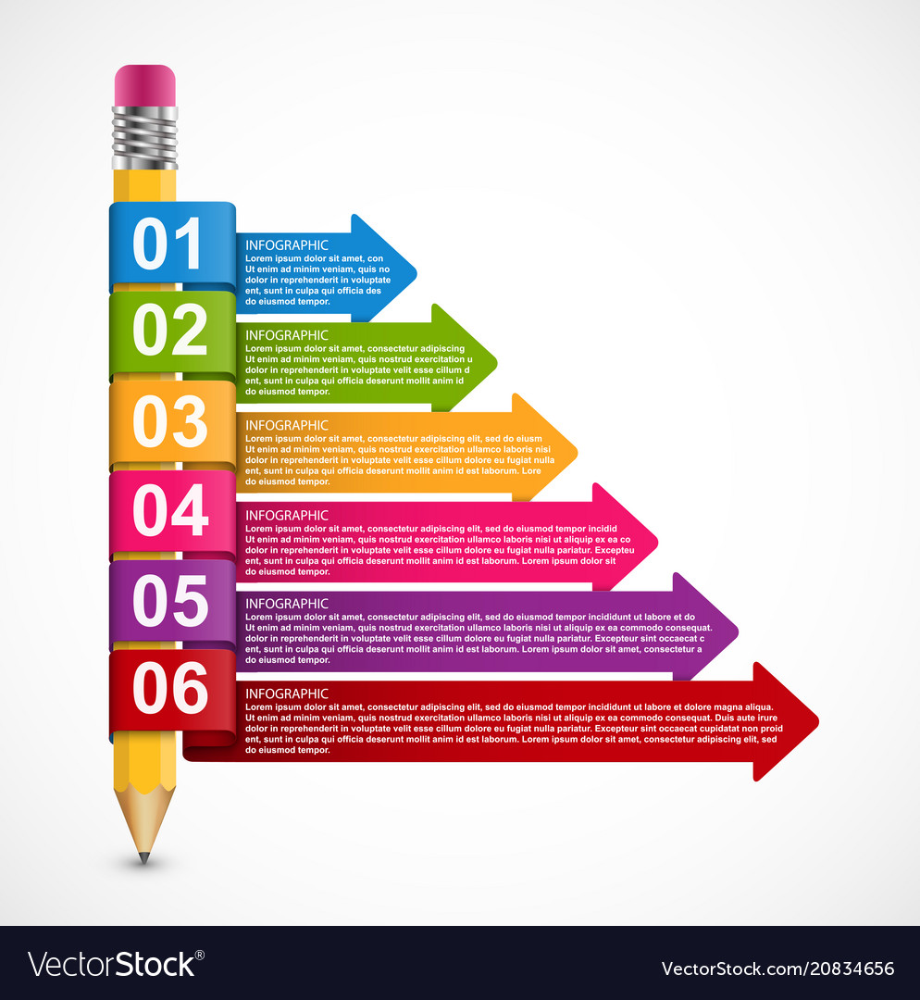 01
INFOGRAPHIC
Lorem ipsum dolor sit amet, con
Ut enim ad minim veniam, quis no
dolor in reprehenderit in voluptate
ent, sunt in culpa qui officia des
do eiusmod tempor.
02
INFOGRAPHIC
Lorem ipsum dolor sit amet, consectetur adipiscing
Ut enim ad minim veniam, quis nostrud exercitation u
ent, sunt in culpa qui officia deserunt mollit anim id
ent, sunt in culpa qui officia deserunt mollit anim id
do eiusmod tempor.
03
INFOGRAPHIC
Lorem ipsum dolor sit amet, consectetur adipiscing elit, sed do eiusm
Ut enim ad minim veniam, quis nostrud exercitation ullamco laboris nisi
dolor in reprehenderit in voluptate velit esse cillum dolore eu fugiat nulla
ent, sunt in culpa qui officia deserunt mollit anim id est laborum. Lore
do eiusmod tempor.
04
INFOGRAPHIC
Lorem ipsum dolor sit amet, consectetur adipiscing elit, sed do eiusmod tempor incidid
Ut enim ad minim veniam, quis nostrud exercitation ullamco laboris nisi ut aliquip ex ea co
dolor in reprehenderit in voluptate velit esse cillum dolore eu fugiat nulla pariatur. Excepteu
ent, sunt in culpa qui officia deserunt mollit anim id est laborum. Lorem ipsum dolor sit
do eiusmod tempor.
05
INFOGRAPHIC
Lorem ipsum dolor sit amet, consectetur adipiscing elit, sed do eiusmod tempor incididunt ut labore et do
Ut enim ad minim veniam, quis nostrud exercitation ullamco laboris nisi ut aliquip ex ea commodo consequat.
dolor in reprehenderit in voluptate velit esse cillum dolore eu fugiat nulla pariatur. Excepteur sint occaecat c
ent, sunt in culpa qui officia deserunt mollit anim id est laborum. Lorem ipsum dolor sit amet, consectetur a
do eiusmod tempor.
06
INFOGRAPHIC
Lorem ipsum dolor sit amet, consectetur adipiscing elit, sed do eiusmod tempor incididunt ut labore et dolore magna aliqua.
Ut enim ad minim veniam, quis nostrud exercitation ullamco laboris nisi ut aliquip ex ea commodo consequat. Duis aute irure
dolor in reprehenderit in voluptate velit esse cillum dolore eu fugiat nulla pariatur. Excepteur sint occaecat cupidatat non proid
ent, sunt in culpa qui officia deserunt mollit anim id est laborum. Lorem ipsum dolor sit amet, consectetur adipiscing elit, sed
do eiusmod tempor.
VectorStock®
VectorStock.com/20834656